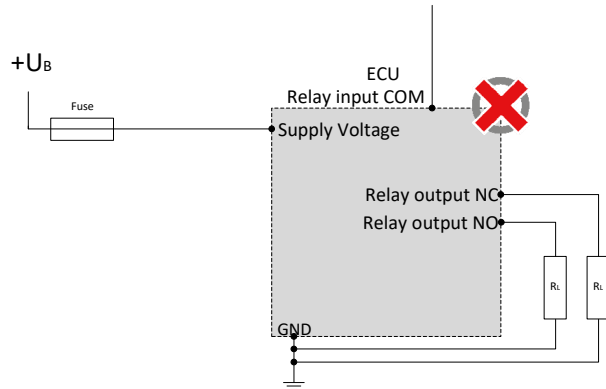 +UB
Fuse
ECU
Relay input COM
Supply Voltage
Relay output NC
Relay output NO
RL
RL
GND